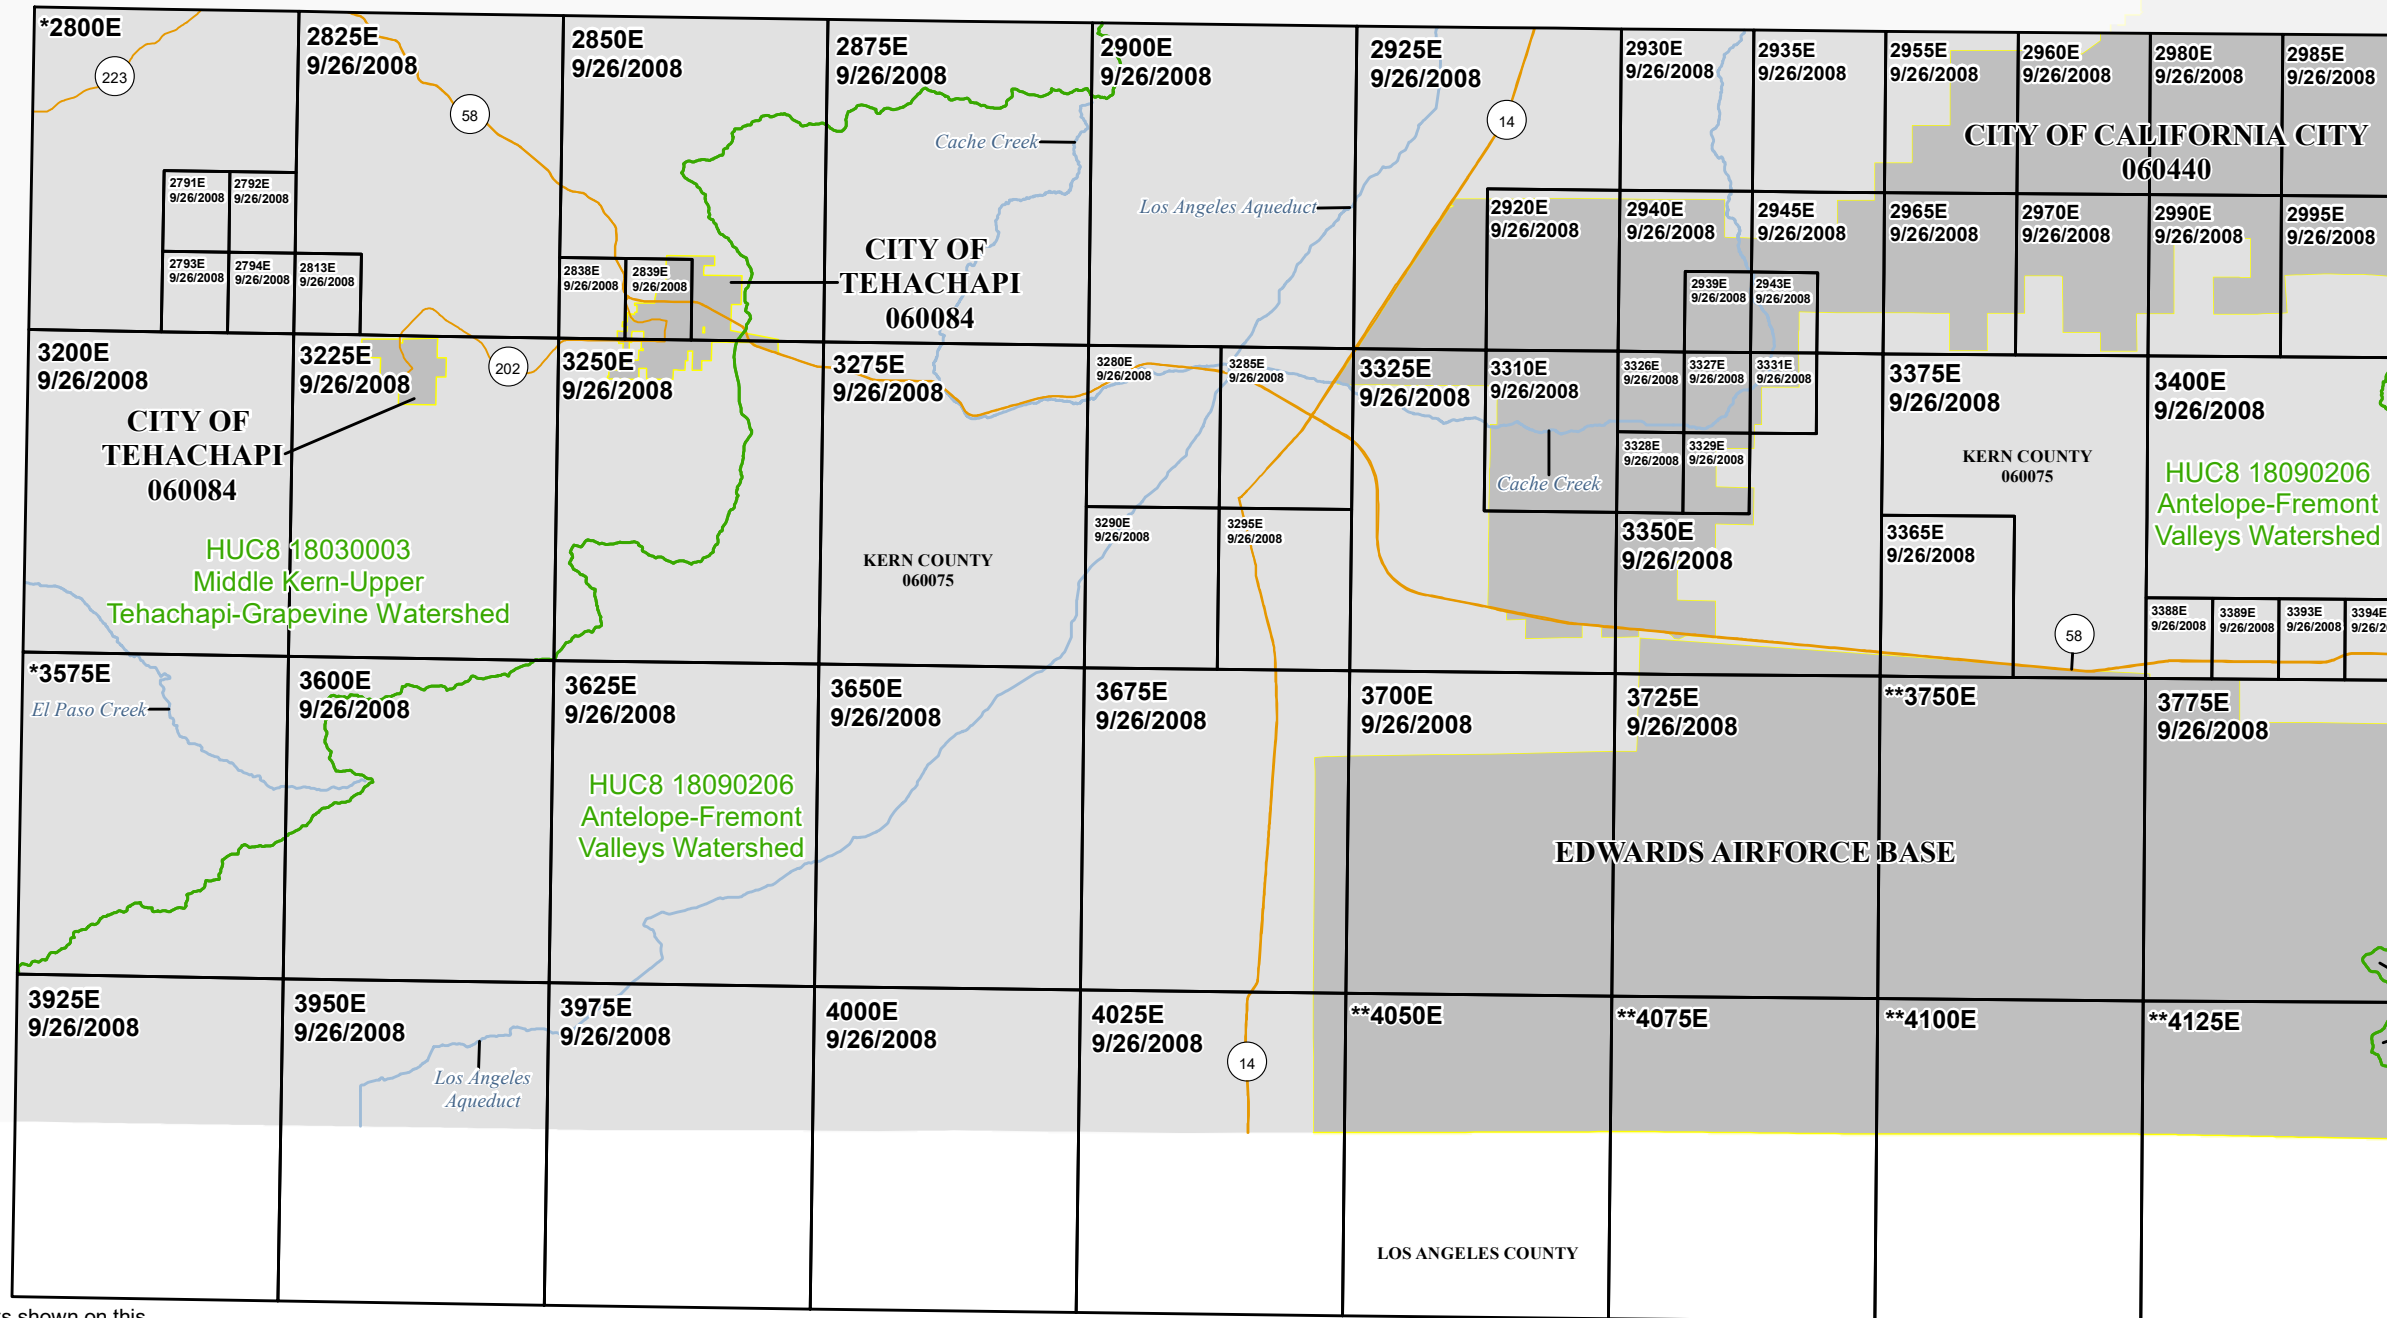 *2800E
223
2825E
9/26/2008
58
2850E
9/26/2008
2875E
9/26/2008
Cache Creek
2900E
9/26/2008
Los Angeles Aqueduct
2925E
9/26/2008
14
2930E
9/26/2008
2935E
9/26/2008
2955E
9/26/2008
2960E
9/26/2008
2980E
9/26/2008
2985E
9/26/2008
CITY OF CALIFORNIA CITY
060440
2791E
9/26/2008
2792E
9/26/2008
2793E
9/26/2008
2794E
9/26/2008
2813E
9/26/2008
2838E
9/26/2008
2839E
9/26/2008
CITY OF
TEHACHAPI
060084
2920E
9/26/2008
2940E
9/26/2008
2945E
9/26/2008
2965E
9/26/2008
2970E
9/26/2008
2990E
9/26/2008
2995E
9/26/2008
2939E
9/26/2008
2943E
9/26/2008
3200E
9/26/2008
3225E
9/26/2008
202
3250E
9/26/2008
3275E
9/26/2008
3280E
9/26/2008
3285E
9/26/2008
3325E
9/26/2008
3310E
9/26/2008
3326E
9/26/2008
3327E
9/26/2008
3331E
9/26/2008
3375E
9/26/2008
3400E
9/26/2008
CITY OF
TEHACHAPI
060084
3328E
9/26/2008
3329E
9/26/2008
Cache Creek
KERN COUNTY
060075
HUC8 18090206
Antelope-Fremont
Valleys Watershed
3290E
9/26/2008
3295E
9/26/2008
3350E
9/26/2008
3365E
9/26/2008
HUC8 18030003
Middle Kern-Upper
Tehachapi-Grapevine Watershed
KERN COUNTY
060075
58
3388E
9/26/2008
3389E
9/26/2008
3393E
9/26/2008
3394E
9/26/2
*3575E
El Paso Creek
3600E
9/26/2008
3625E
9/26/2008
3650E
9/26/2008
3675E
9/26/2008
3700E
9/26/2008
3725E
9/26/2008
**3750E
3775E
9/26/2008
HUC8 18090206
Antelope-Fremont
Valleys Watershed
EDWARDS AIRFORCE BASE
3925E
9/26/2008
3950E
9/26/2008
3975E
9/26/2008
4000E
9/26/2008
4025E
9/26/2008
14
**4050E
**4075E
**4100E
**4125E
Los Angeles
Aqueduct
LOS ANGELES COUNTY
shown on this